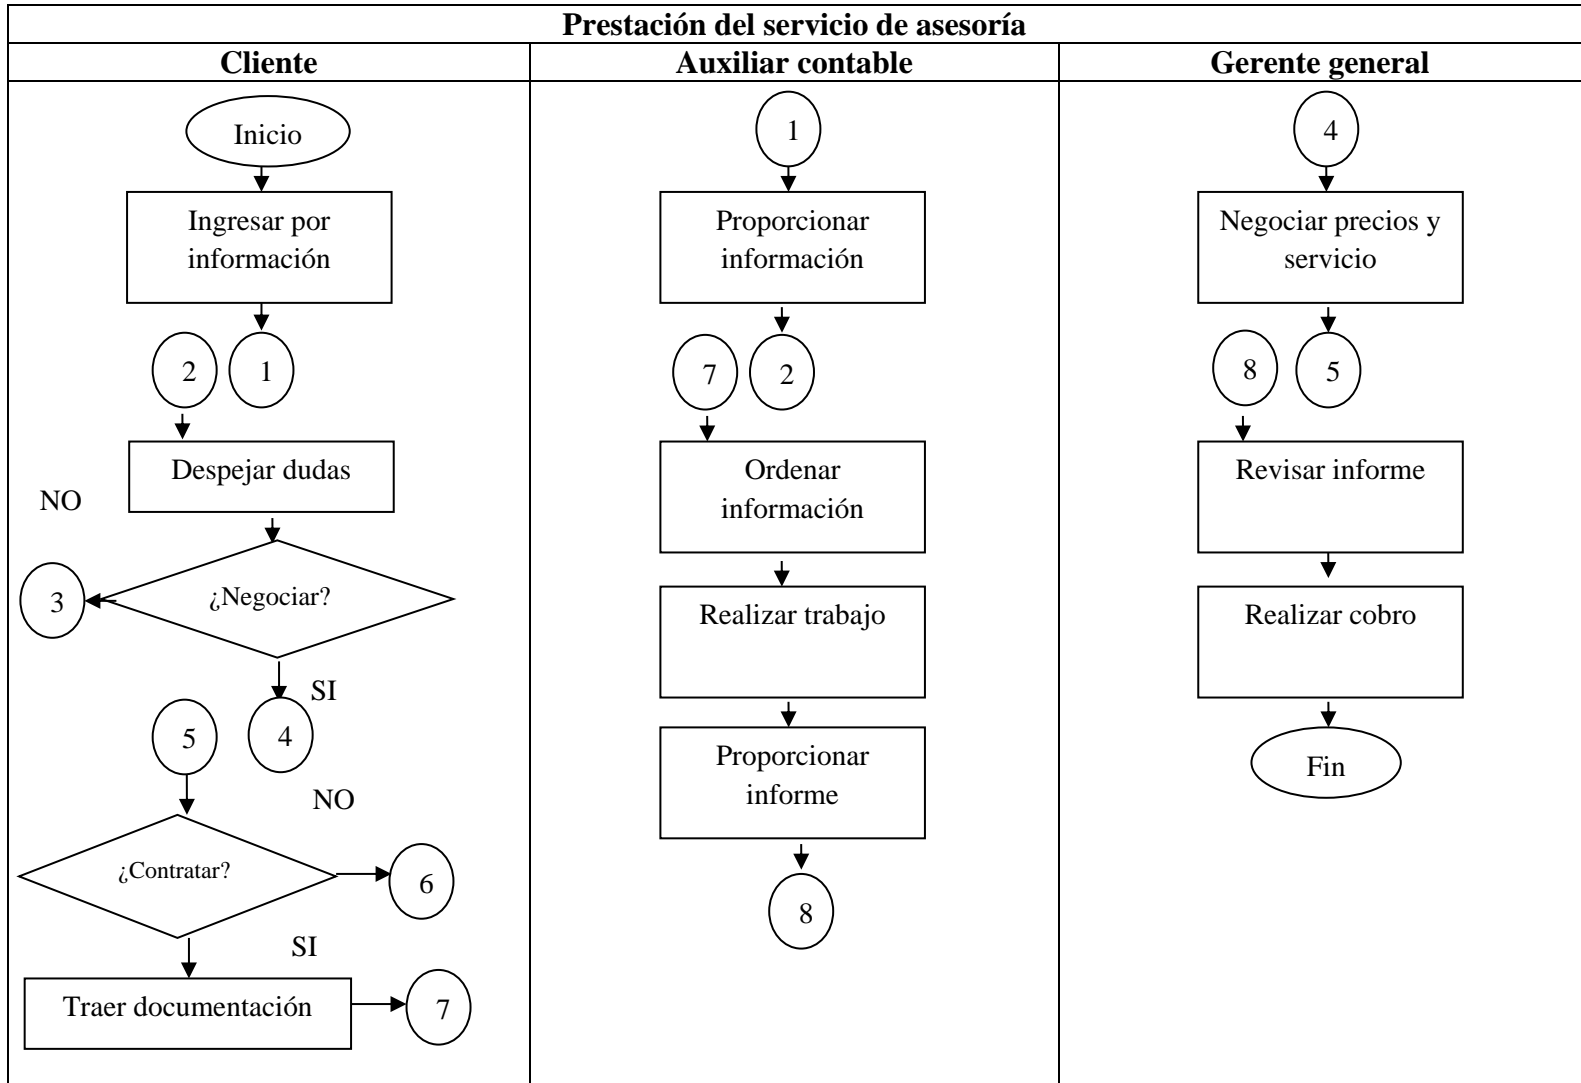 Prestación del servicio de asesoría
Cliente
Auxiliar contable
Gerente general
Inicio
Ingresar por
información
2
1
Despejar dudas
NO
¿Negociar?
3
SI
5
4
NO
¿Contratar?
6
SI
Traer documentación
7
1
Proporcionar
información
7
2
Ordenar
información
Realizar trabajo
Proporcionar
informe
8
4
Negociar precios y
servicio
8
5
Revisar informe
Realizar cobro
Fin